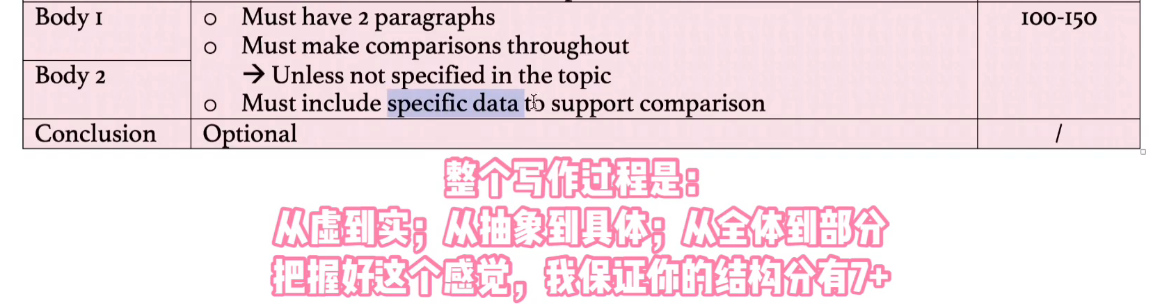 Body 1
Must have 2 paragraphs
100-150
Must make comparisons throughout
Body 2
→ Unless not specified in the topic
Must include specific data to support comparison
Conclusion
Optional
/
整个写作过程是：
从虚到实；从抽象到具体；从全体到部分
把握好这个感觉，我保证你的结构分有7+